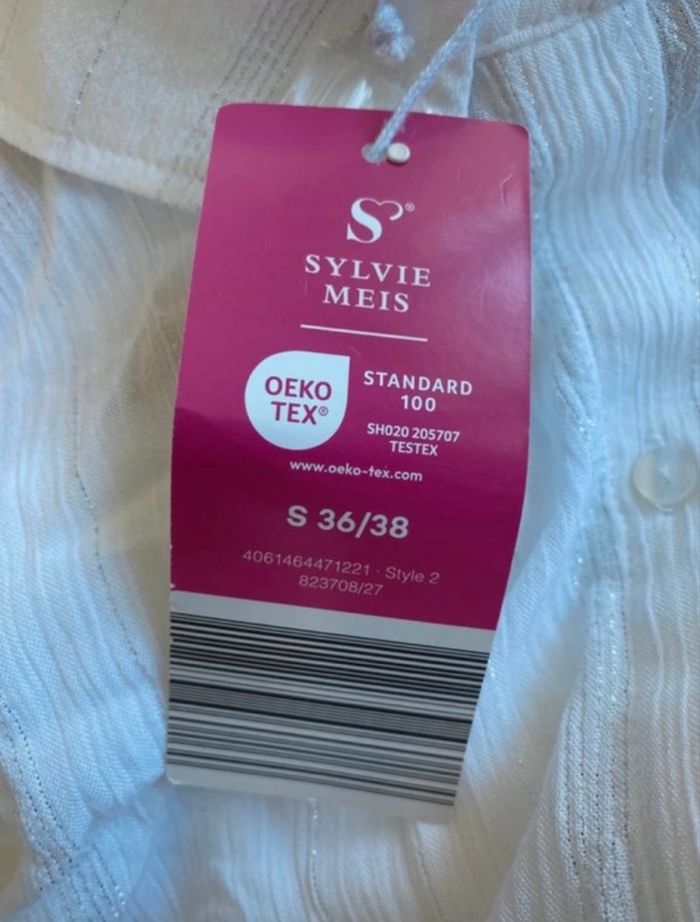 S®
SYLVIE
MEIS
OEKO
TEX®
STANDARD
100
SH020 205707
TESTEX
www.oeko-tex.com
S 36/38
4061464471221 · Style 2
823708/27